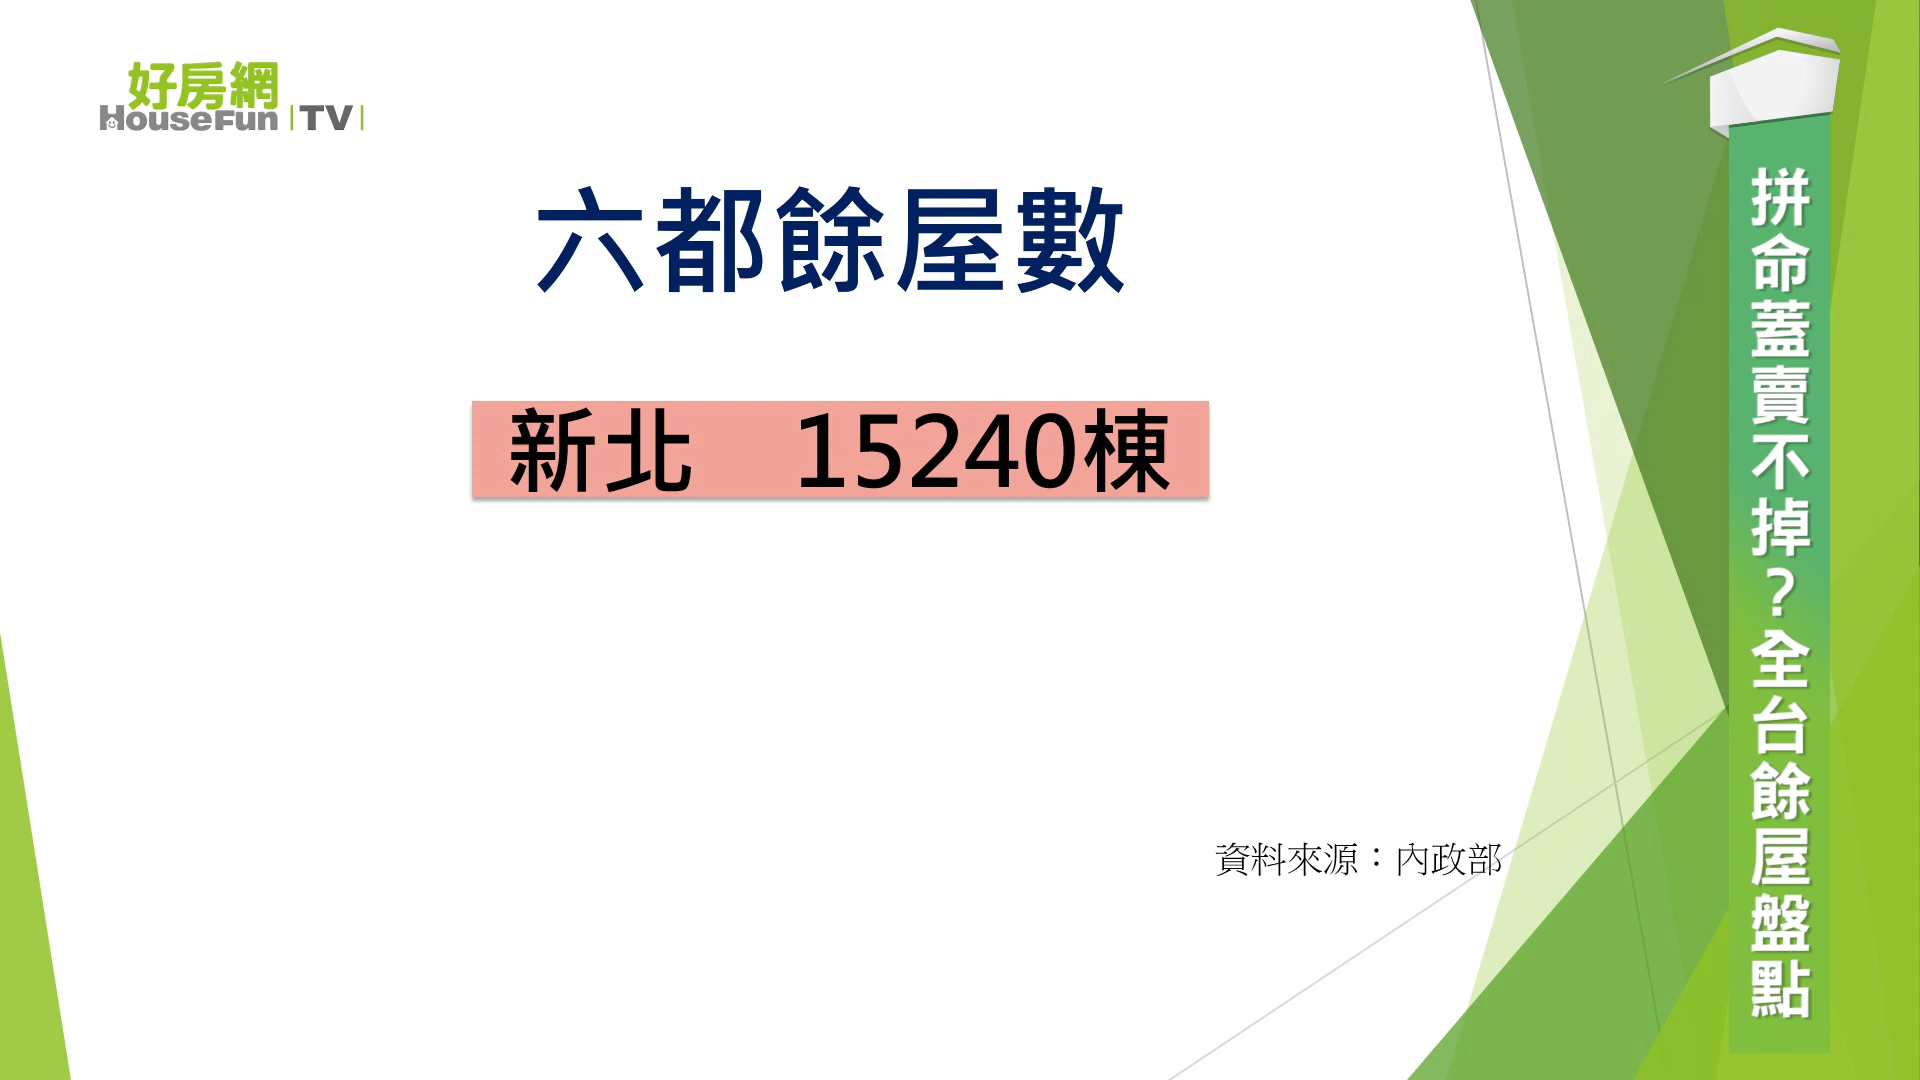 好房網
HouseFun |TV|
六都餘屋數
新北 15240棟
資料來源：內政部
拼命蓋賣不掉？全台餘屋盤點